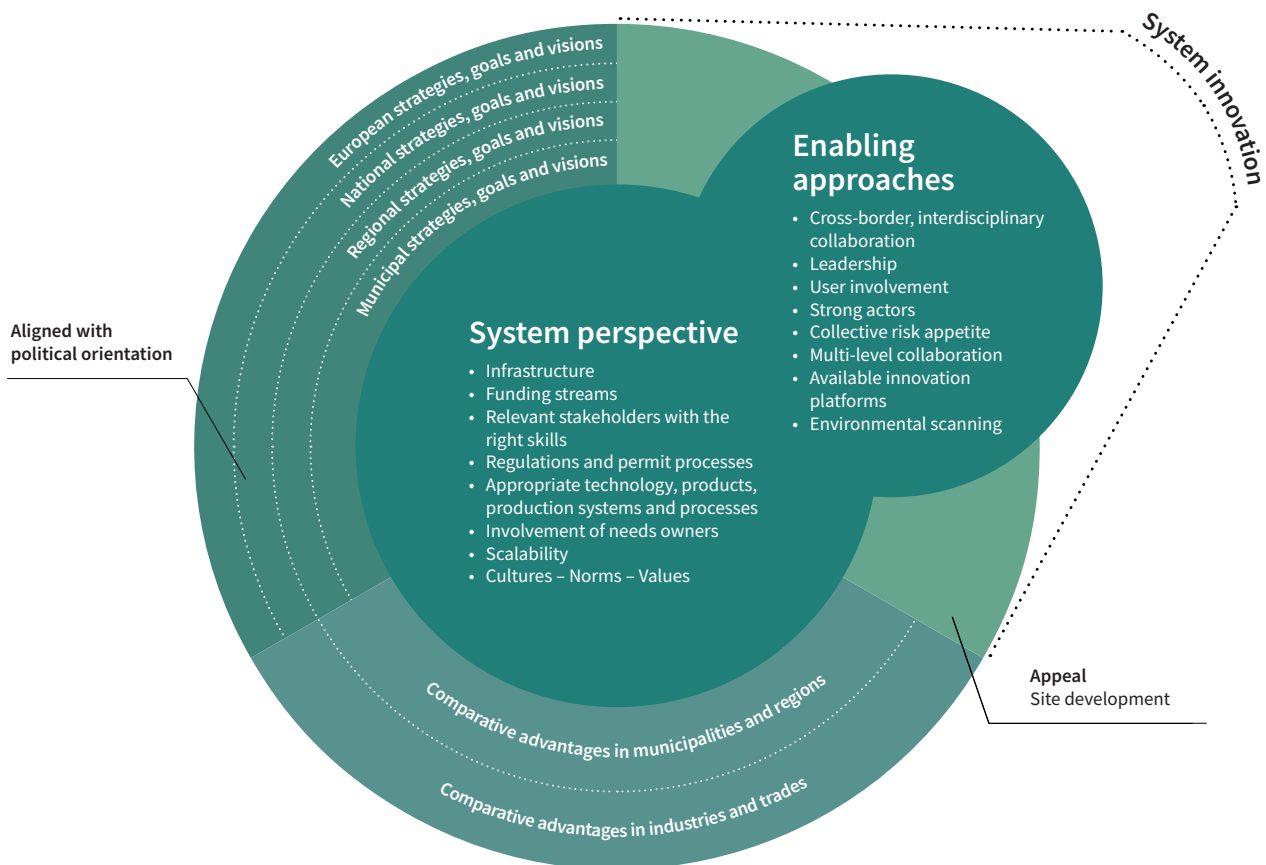 System innovation
European strategies, goals and visions
National strategies, goals and visions
Regional strategies, goals and visions
Municipal strategies, goals and visions
Enabling
approaches
• Cross-border, interdisciplinary
collaboration
• Leadership
• User involvement
• Strong actors
• Collective risk appetite
• Multi-level collaboration
• Available innovation
platforms
• Environmental scanning
Aligned with
political orientation
System perspective
• Infrastructure
• Funding streams
• Relevant stakeholders with the
right skills
• Regulations and permit processes
• Appropriate technology, products,
production systems and processes
• Involvement of needs owners
• Scalability
• Cultures – Norms – Values
Appeal
Site development
Comparative advantages in municipalities and regions
Comparative advantages in industries and trades